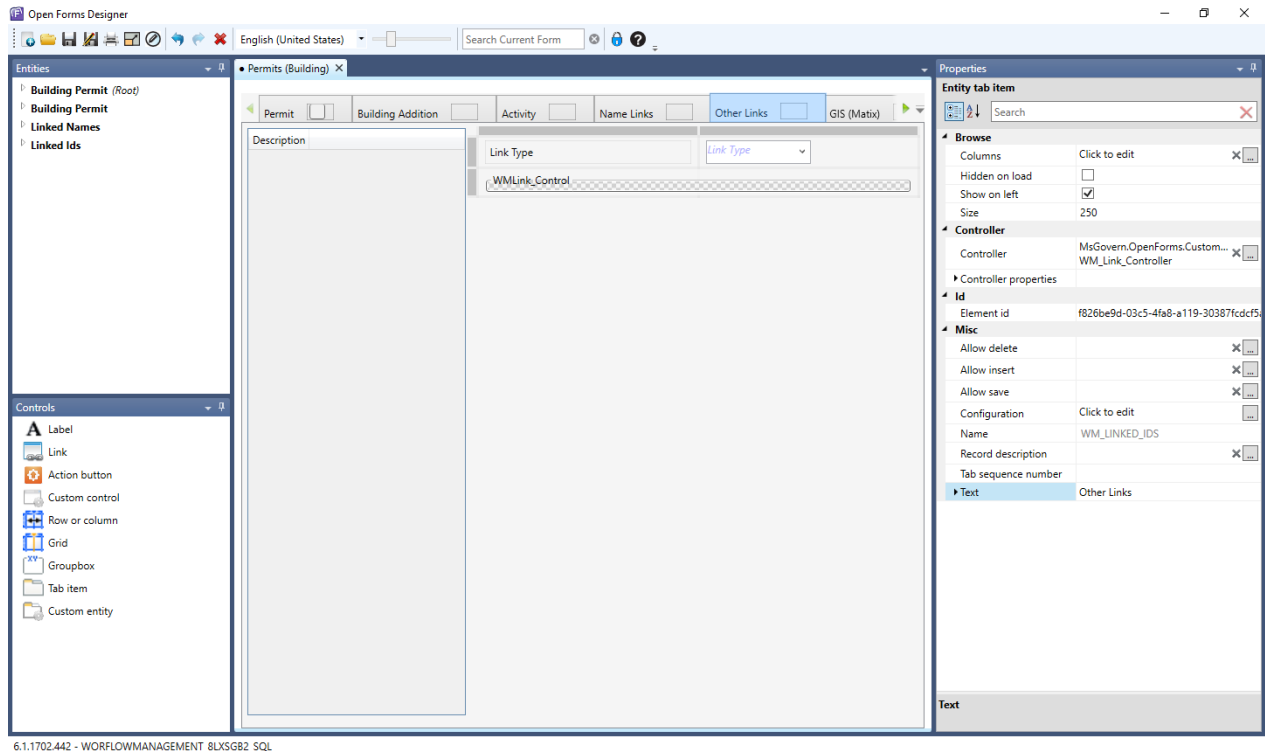 Open Forms Designer
English (United States)
Search Current Form
Entities
Building Permit (Root)
Building Permit
Linked Names
Linked Ids
Controls
Label
Link
Action button
Custom control
Row or column
Grid
Groupbox
Tab item
Custom entity
• Permits (Building)
Permit
Building Addition
Activity
Name Links
Other Links
GIS (Matix)
Description
Link Type
Link Type
WMLink_Control
Properties
Entity tab item
Search
Browse
Columns Click to edit
Hidden on load
Show on left
Size 250
Controller
Controller MsGovern.OpenForms.Custom...
WM_Link_Controller
Controller properties
Id
Element id f826be9d-03c5-4fa8-a119-30387fcdcf5
Misc
Allow delete
Allow insert
Allow save
Configuration Click to edit
Name WM_LINKED_IDS
Record description
Tab sequence number
Text Other Links
Text
6.1.1702.442 - WORFLOWMANAGEMENT 8LXSGB2 SQL